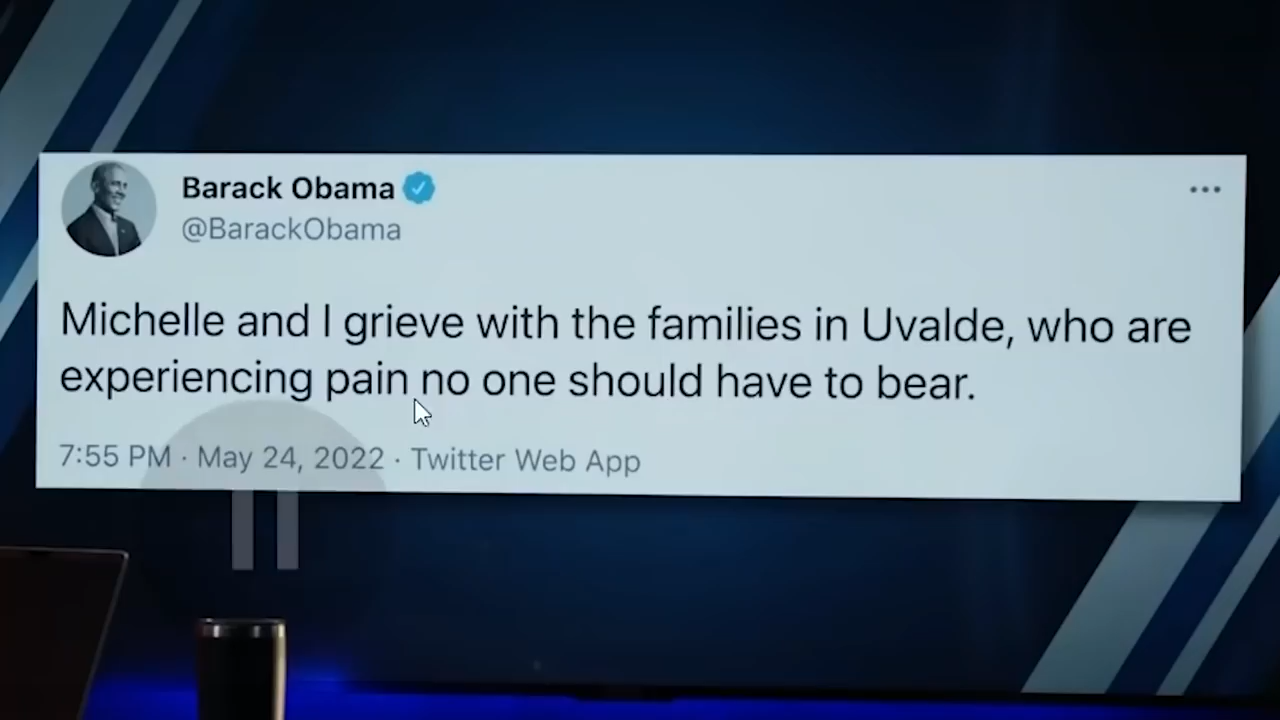 Barack Obama
@BarackObama
Michelle and I grieve with the families in Uvalde, who are
experiencing pain no one should have to bear.
7:55 PM · May 24, 2022 · Twitter Web App